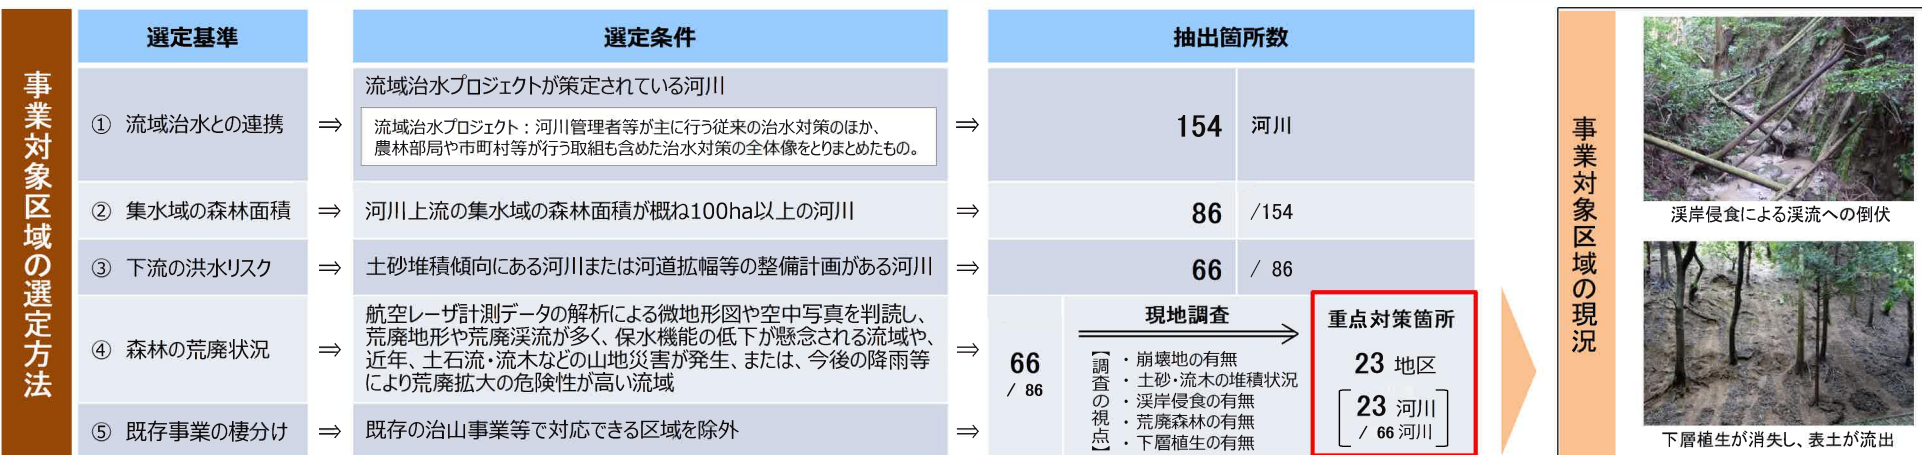 事業対象区域の選定方法
選定基準
選定条件
抽出箇所数
① 流域治水との連携
⇒
流域治水プロジェクトが策定されている河川
流域治水プロジェクト：河川管理者等が主に行う従来の治水対策のほか、
農林部局や市町村等が行う取組も含めた治水対策の全体像をとりまとめたもの。
⇒
154 河川
② 集水域の森林面積
⇒
河川上流の集水域の森林面積が概ね100ha以上の河川
⇒
86 /154
③ 下流の洪水リスク
⇒
土砂堆積傾向にある河川または河道拡幅等の整備計画がある河川
⇒
66 / 86
④ 森林の荒廃状況
⇒
航空レーザ計測データの解析による微地形図や空中写真を判読し、
荒廃地形や荒廃渓流が多く、保水機能の低下が懸念される流域や、
近年、土石流・流木などの山地災害が発生、または、今後の降雨等
により荒廃拡大の危険性が高い流域
⇒
⑤ 既存事業の棲分け
⇒
既存の治山事業等で対応できる区域を除外
⇒
66
/ 86
現地調査
【調査の視点】
・崩壊地の有無
・土砂・流木の堆積状況
・渓岸侵食の有無
・荒廃森林の有無
・下層植生の有無
重点対策箇所
23 地区
23 河川
/ 66 河川
事業対象区域の現況
渓岸侵食による渓流への倒伏
下層植生が消失し、表土が流出